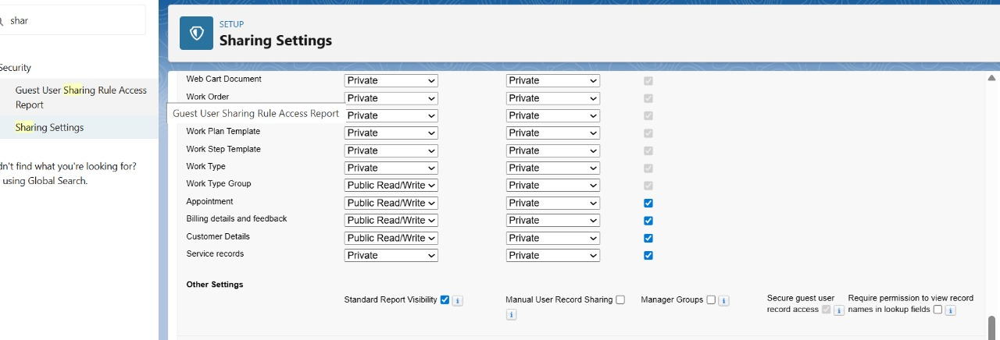 shar
Security
Guest User Sharing Rule Access
Report
Sharing Settings
dn't find what you're looking for?
using Global Search.
SETUP
Sharing Settings
Web Cart Document Private Private
Work Order Private Private
Guest User Sharing Rule Access Report Private Private
Work Plan Template Private Private
Work Step Template Private Private
Work Type Private Private
Work Type Group Public Read/Write Private
Appointment Public Read/Write Private
Billing details and feedback Public Read/Write Private
Customer Details Public Read/Write Private
Service records Private Private
Other Settings
Standard Report Visibility i
Manual User Record Sharing
i
Manager Groups i
Secure guest user
record access i
Require permission to view record
names in lookup fields i